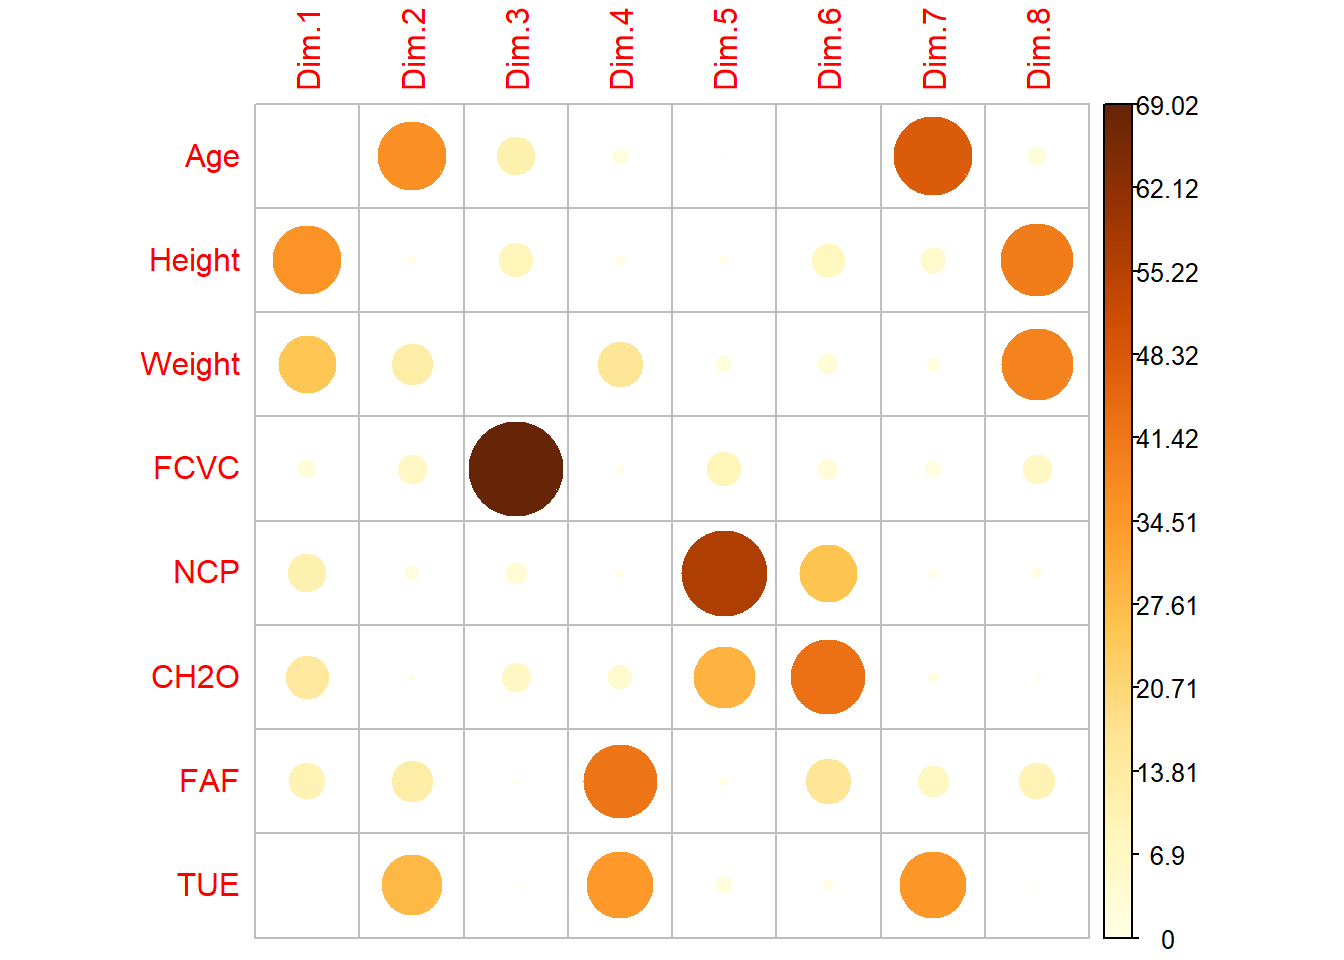 Dim.1
Dim.2
Dim.3
Dim.4
Dim.5
Dim.6
Dim.7
Dim.8
Age
Height
Weight
FCVC
NCP
CH2O
FAF
TUE
69.02
62.12
55.22
48.32
41.42
34.51
27.61
20.71
13.81
6.9
0